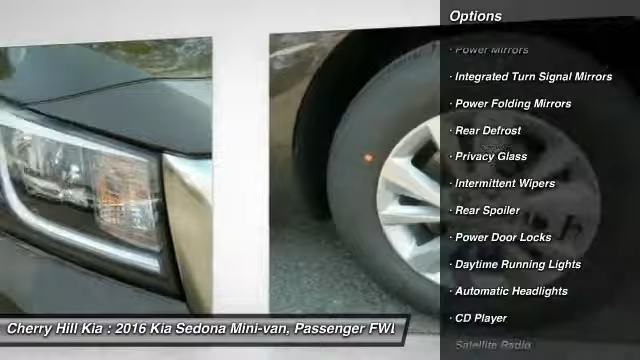 Options
· Power Mirrors
· Integrated Turn Signal Mirrors
· Power Folding Mirrors
· Rear Defrost
· Privacy Glass
· Intermittent Wipers
· Rear Spoiler
· Power Door Locks
· Daytime Running Lights
· Automatic Headlights
· CD Player
· Satellite Radio
Cherry Hill Kia : 2016 Kia Sedona Mini-van, Passenger FWD